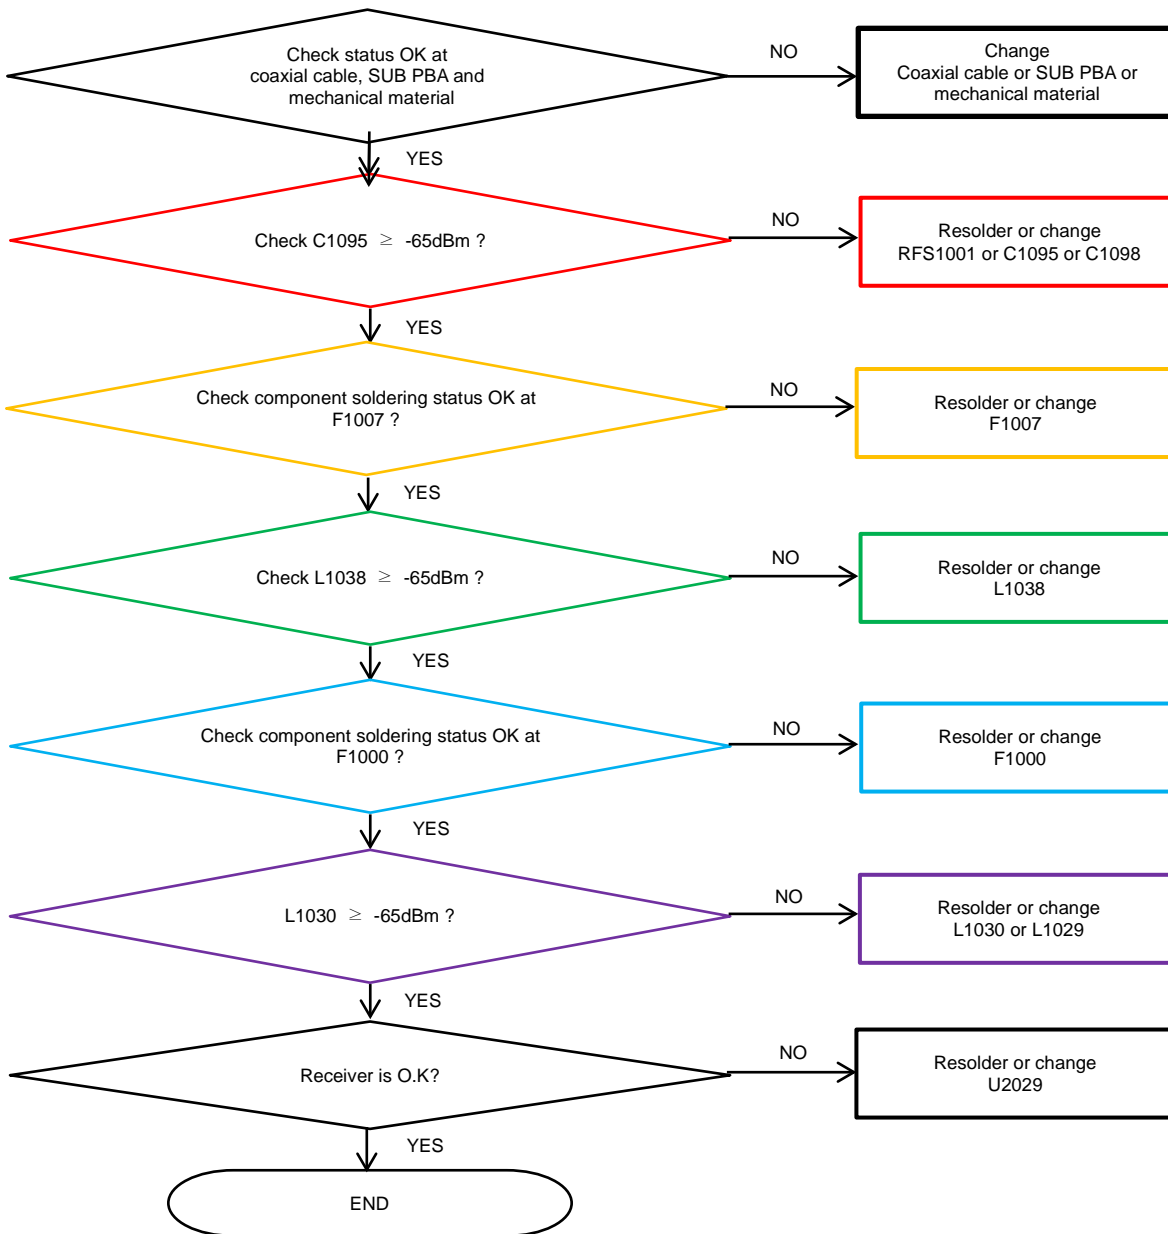 Check status OK at
coaxial cable, SUB PBA and
mechanical material
NO
Change
Coaxial cable or SUB PBA or
mechanical material
YES
Check C1095 ≥ -65dBm ?
NO
Resolder or change
RFS1001 or C1095 or C1098
YES
Check component soldering status OK at
F1007 ?
NO
Resolder or change
F1007
YES
Check L1038 ≥ -65dBm ?
NO
Resolder or change
L1038
YES
Check component soldering status OK at
F1000 ?
NO
Resolder or change
F1000
YES
L1030 ≥ -65dBm ?
NO
Resolder or change
L1030 or L1029
YES
Receiver is O.K?
NO
Resolder or change
U2029
YES
END